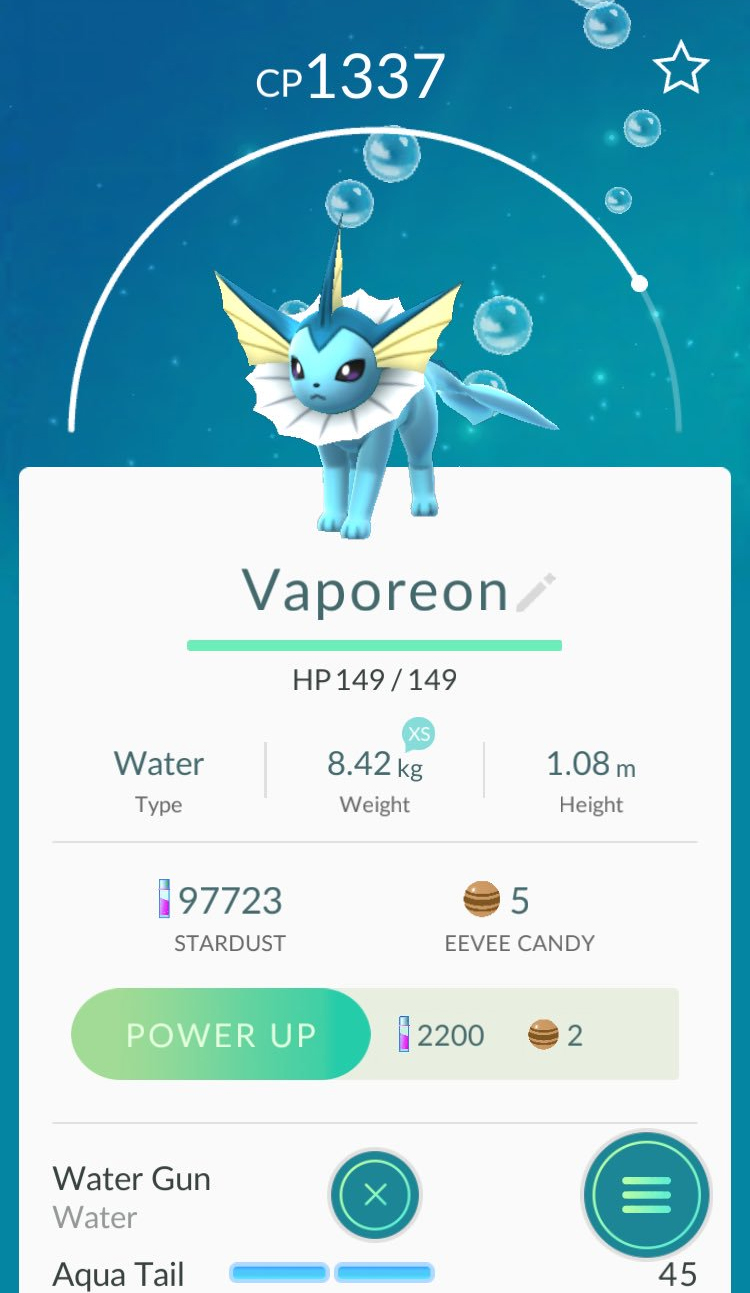 CP1337
Vaporeon
HP 149 / 149
XS
Water 8.42 kg 1.08 m
Type Weight Height
97723 5
STARDUST EEVEE CANDY
POWER UP 2200 2
Water Gun
Water
Aqua Tail 45